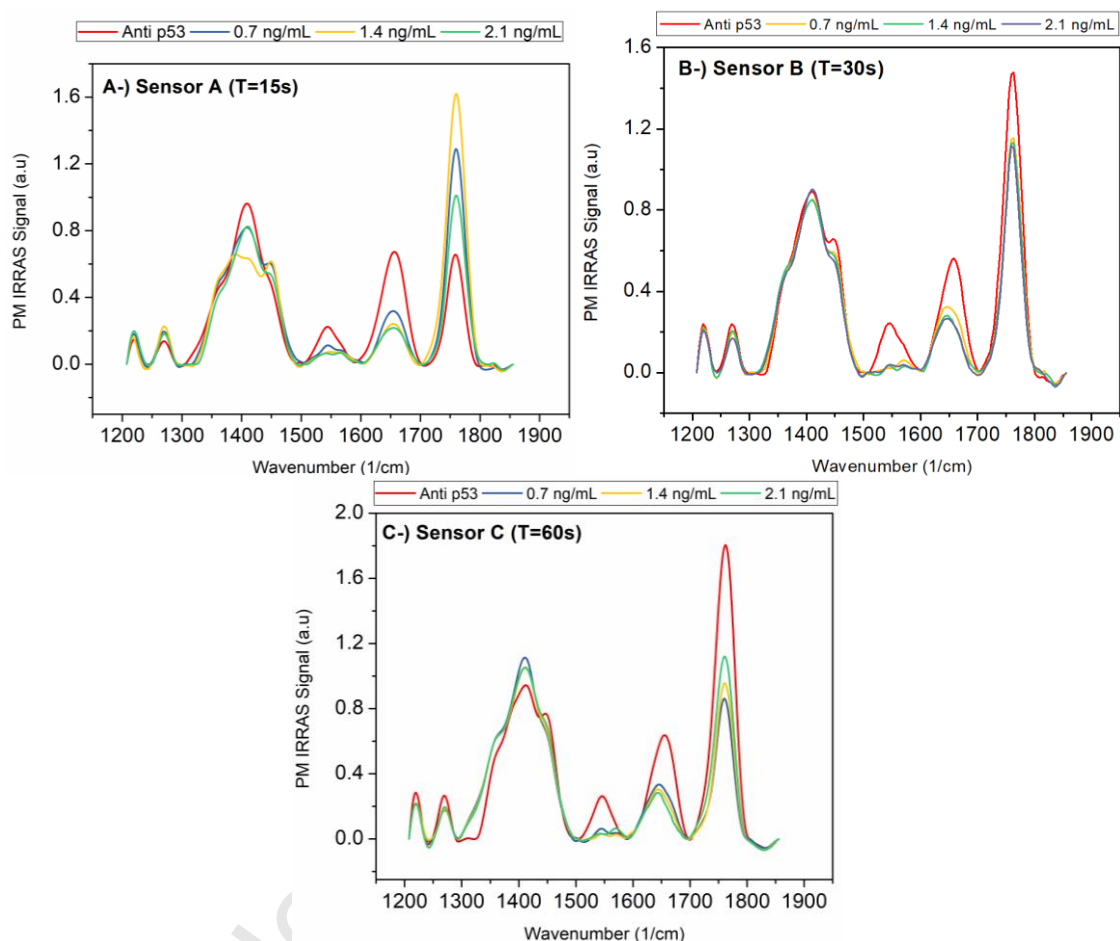 Anti p53 0.7 ng/mL 1.4 ng/mL 2.1 ng/mL
A-) Sensor A (T=15s)
PM IRRAS Signal (a.u)
1.6
1.2
0.8
0.4
0.0
1200 1300 1400 1500 1600 1700 1800 1900
Wavenumber (1/cm)
Anti p53 0.7 ng/mL 1.4 ng/mL 2.1 ng/mL
B-) Sensor B (T=30s)
PM IRRAS Signal (a.u)
1.6
1.2
0.8
0.4
0.0
1200 1300 1400 1500 1600 1700 1800 1900
Wavenumber (1/cm)
Anti p53 0.7 ng/mL 1.4 ng/mL 2.1 ng/mL
C-) Sensor C (T=60s)
PM IRRAS Signal (a.u)
2.0
1.6
1.2
0.8
0.4
0.0
1200 1300 1400 1500 1600 1700 1800 1900
Wavenumber (1/cm)